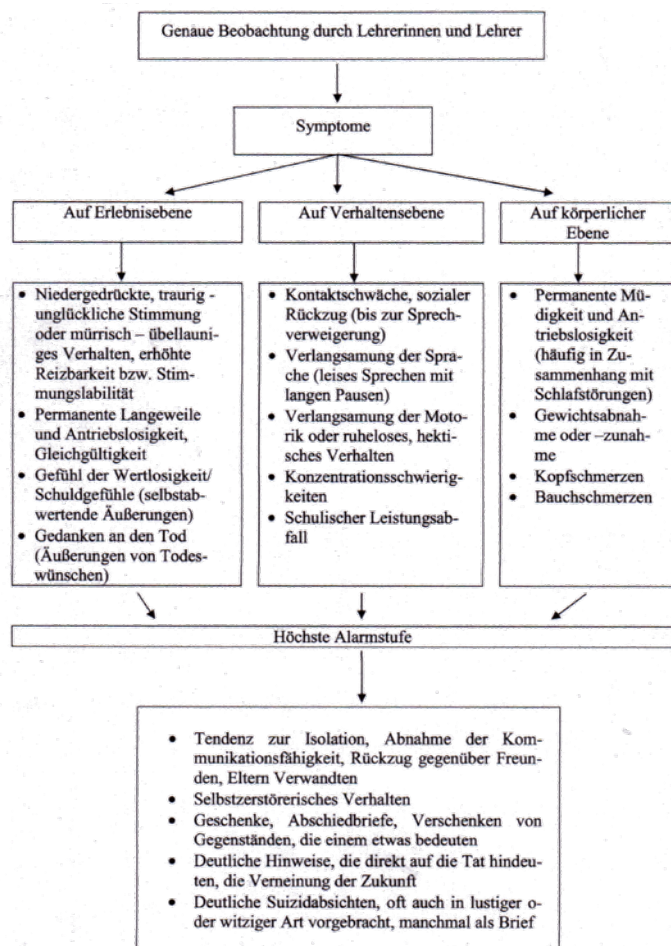 Genaue Beobachtung durch Lehrerinnen und Lehrer
Symptome
Auf Erlebnisebene
• Niedergedrückte, traurig -
unglückliche Stimmung
oder mürrisch – übellauni-
ges Verhalten, erhöhte
Reizbarkeit bzw. Stim-
mungslabilität
• Permanente Langeweile
und Antriebslosigkeit,
Gleichgültigkeit
• Gefühl der Wertlosigkeit/
Schuldgefühle (selbstab-
wertende Äußerungen)
• Gedanken an den Tod
(Äußerungen von Todes-
wünschen)
Auf Verhaltensebene
• Kontaktschwäche, sozialer
Rückzug (bis zur Sprech-
verweigerung)
• Verlangsamung der Spra-
che (leises Sprechen mit
langen Pausen)
• Verlangsamung der Moto-
rik oder ruheloses, hekti-
sches Verhalten
• Konzentrationsschwierig-
keiten
• Schulischer Leistungsab-
fall
Auf körperlicher
Ebene
• Permanente Mü-
digkeit und An-
triebslosigkeit
(häufig in Zu-
sammenhang mit
Schlafstörungen)
• Gewichtsabnah-
me oder –zunah-
me
• Kopfschmerzen
• Bauchschmerzen
Höchste Alarmstufe
• Tendenz zur Isolation, Abnahme der Kom-
munikationsfähigkeit, Rückzug gegenüber Freun-
den, Eltern Verwandten
• Selbstzerstörerisches Verhalten
• Geschenke, Abschiedbriefe, Verschenken von
Gegenständen, die einem etwas bedeuten
• Deutliche Hinweise, die direkt auf die Tat hindeu-
ten, die Verneinung der Zukunft
• Deutliche Suizidabsichten, oft auch in lustiger o-
der witziger Art vorgebracht, manchmal als Brief